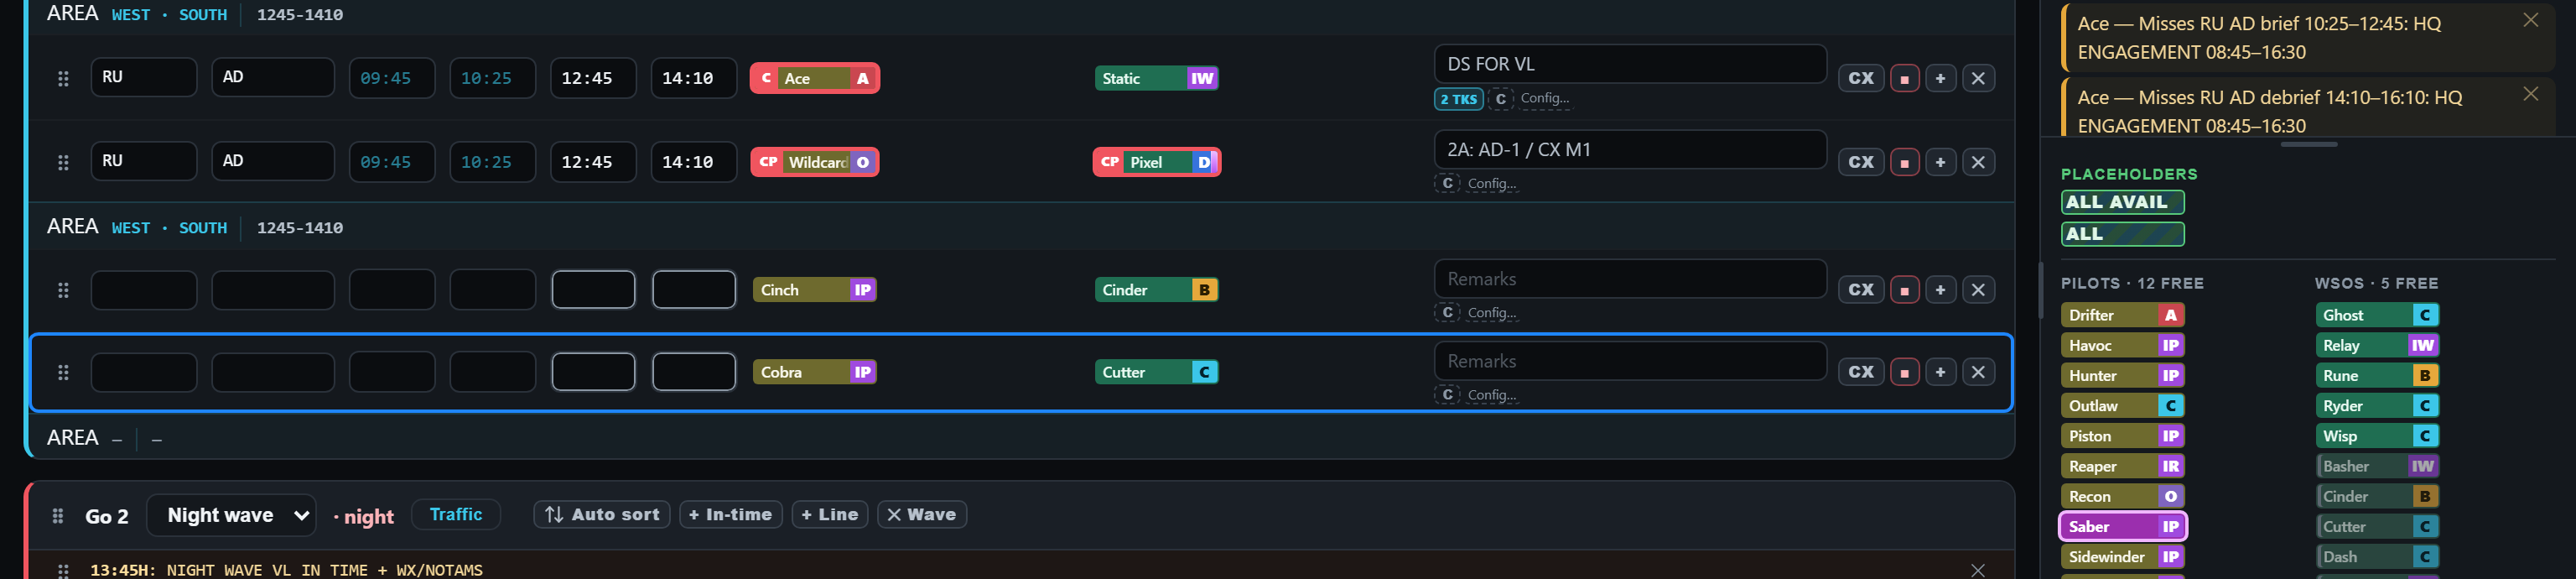 AREA WEST · SOUTH 1245-1410
RU AD 09:45 10:25 12:45 14:10 C Ace A Static IW DS FOR VL CX + ✕
2 TKS C Config...
RU AD 09:45 10:25 12:45 14:10 CP Wildcard O CP Pixel D 2A: AD-1 / CX M1 CX + ✕
C Config...
AREA WEST · SOUTH 1245-1410
Cinch IP Cinder B Remarks CX + ✕
C Config...
Cobra IP Cutter C Remarks CX + ✕
C Config...
AREA – –
Go 2 Night wave · night Traffic Auto sort + In-time + Line ✕ Wave
13:45H: NIGHT WAVE VL IN TIME + WX/NOTAMS
Ace — Misses RU AD brief 10:25–12:45: HQ
ENGAGEMENT 08:45–16:30
Ace — Misses RU AD debrief 14:10–16:10: HQ
ENGAGEMENT 08:45–16:30
PLACEHOLDERS
ALL AVAIL
ALL
PILOTS · 12 FREE
Drifter A
Havoc IP
Hunter IP
Outlaw C
Piston IP
Reaper IR
Recon O
Saber IP
Sidewinder IP
WSOS · 5 FREE
Ghost C
Relay IW
Rune B
Ryder C
Wisp C
Basher IW
Cinder B
Cutter C
Dash C